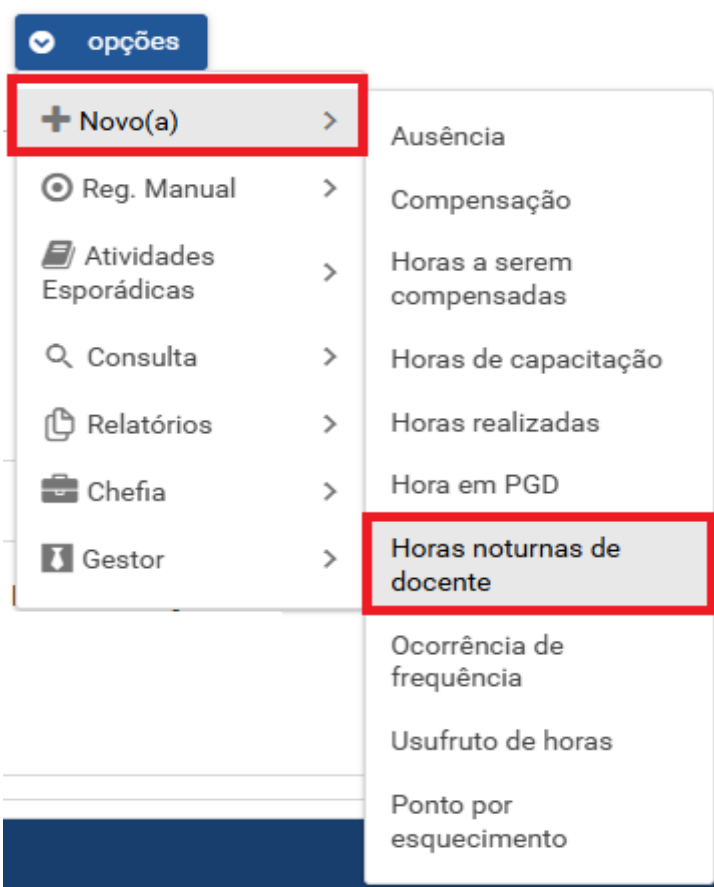 opções
Novo(a)
Reg. Manual
Atividades
Esporádicas
Consulta
Relatórios
Chefia
Gestor
Ausência
Compensação
Horas a serem
compensadas
Horas de capacitação
Horas realizadas
Hora em PGD
Horas noturnas de
docente
Ocorrência de
frequência
Usufruto de horas
Ponto por
esquecimento